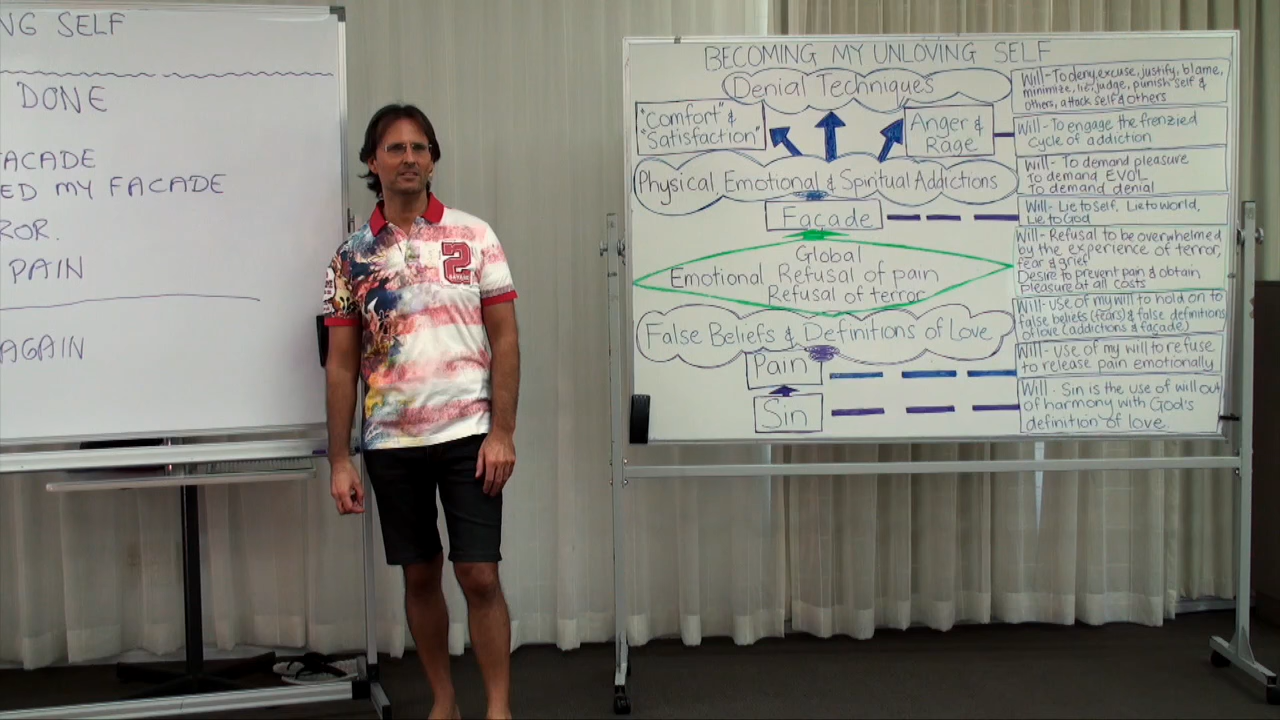 NG SELF
DONE
FACADE
ED MY FACADE
ROR.
PAIN
AGAIN
2
BECOMING MY UNLOVING SELF
Denial Techniques
"Comfort" &
"Satisfaction"
Anger &
Rage
Physical, Emotional & Spiritual Addictions
Facade
Global
Emotional Refusal of pain
Refusal of terror
False Beliefs & Definitions of Love
Pain
Sin
Will - To deny, excuse, justify, blame,
minimize, lie, judge, punish self &
others, attack self & others
Will - To engage the frenzied
cycle of addiction
Will - To demand pleasure
To demand EVOL
To demand denial
Will - Lie to self, Lie to world,
Lie to God
Will - Refusal to be overwhelmed
by the experience of terror,
fear & grief
Desire to prevent pain & obtain
pleasure at all costs
Will - Use of my will to hold on to
false beliefs (fears) & false definitions
of love (addictions & facade)
Will - Use of my will to refuse
to release pain emotionally
Will - Sin is the use of will out
of harmony with God's
definition of love